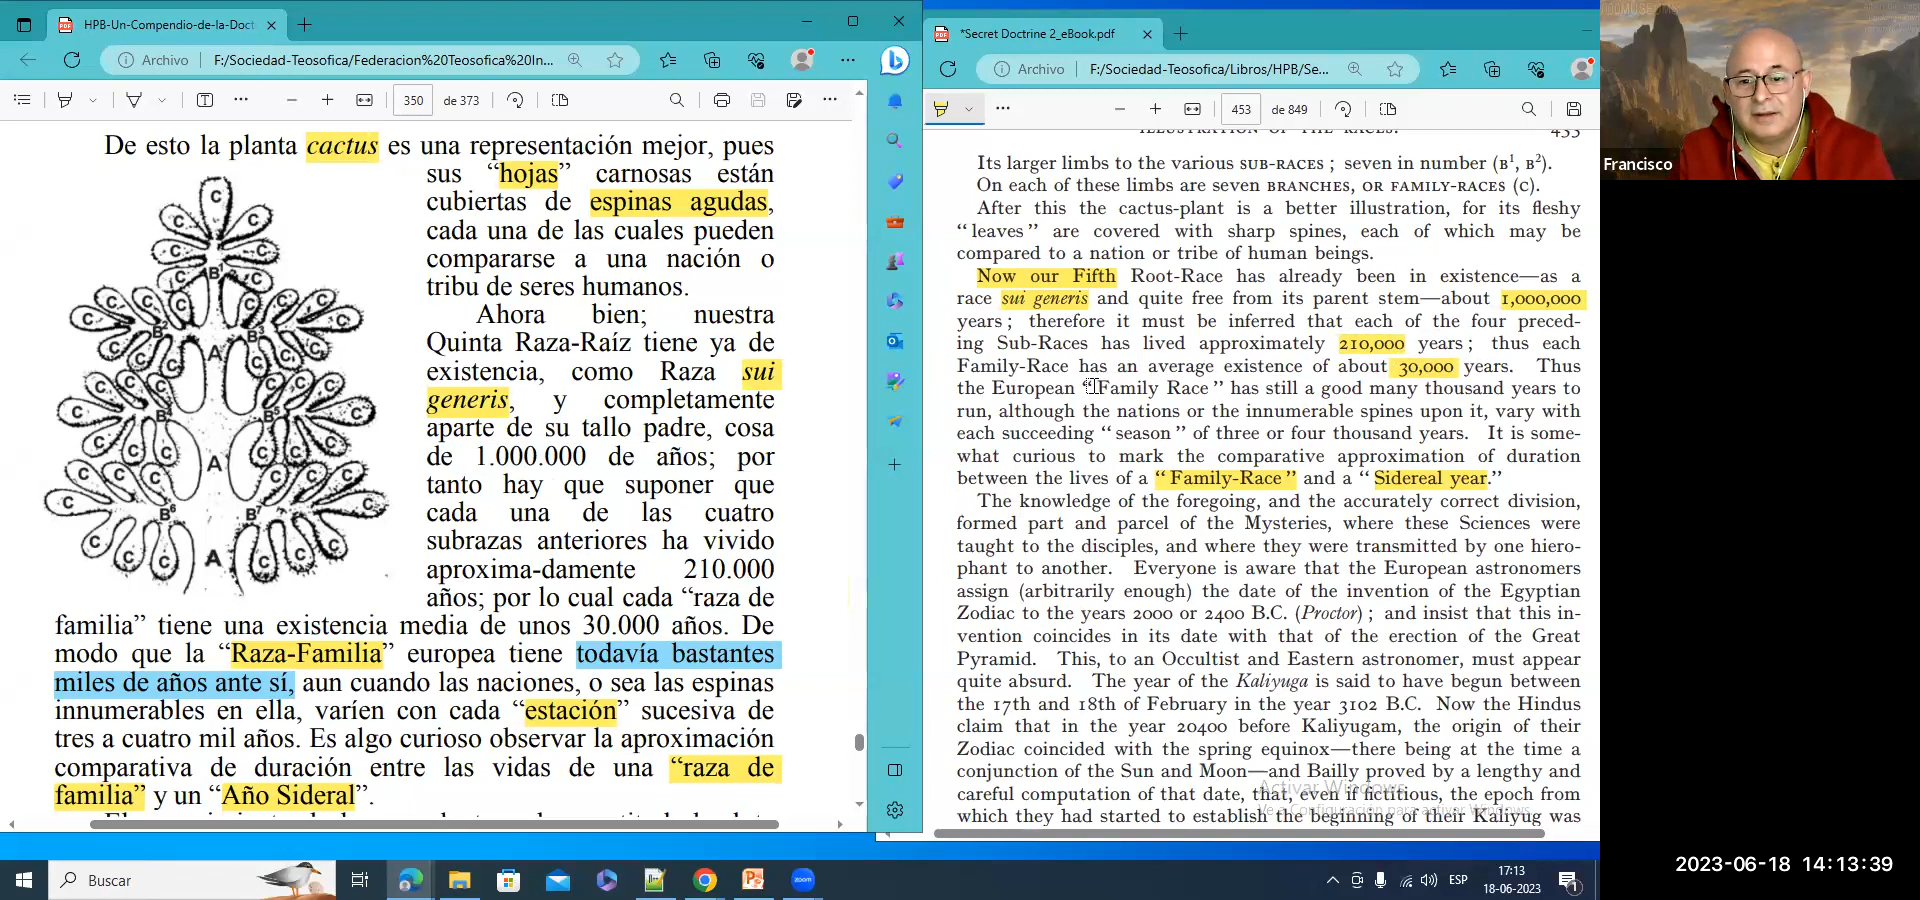 HPB-Un-Compendio-de-la-Doct
Archivo
F:/Sociedad-Teosofica/Federacion%20Teosofica%20In...
350
de 373
De esto la planta cactus es una representación mejor, pues
sus “hojas” carnosas están
cubiertas de espinas agudas,
cada una de las cuales pueden
compararse a una nación o
tribu de seres humanos.
Ahora bien; nuestra
Quinta Raza-Raíz tiene ya de
existencia, como Raza sui
generis, y completamente
aparte de su tallo padre, cosa
de 1.000.000 de años; por
tanto hay que suponer que
cada una de las cuatro
subrazas anteriores ha vivido
aproxima-damente 210.000
años; por lo cual cada “raza de
familia” tiene una existencia media de unos 30.000 años. De
modo que la “Raza-Familia” europea tiene todavía bastantes
miles de años ante sí, aun cuando las naciones, o sea las espinas
innumerables en ella, varíen con cada “estación” sucesiva de
tres a cuatro mil años. Es algo curioso observar la aproximación
comparativa de duración entre las vidas de una “raza de
familia” y un “Año Sideral”.
*Secret Doctrine 2_eBook.pdf
Archivo
F:/Sociedad-Teosofica/Libros/HPB/Se...
453
de 849
ILLUSTRATION OF THE RACES.
Its larger limbs to the various SUB-RACES ; seven in number (B¹, B²).
On each of these limbs are seven BRANCHES, OR FAMILY-RACES (C).
After this the cactus-plant is a better illustration, for its fleshy
“leaves” are covered with sharp spines, each of which may be
compared to a nation or tribe of human beings.
Now our Fifth Root-Race has already been in existence—as a
race sui generis and quite free from its parent stem—about 1,000,000
years ; therefore it must be inferred that each of the four preced-
ing Sub-Races has lived approximately 210,000 years ; thus each
Family-Race has an average existence of about 30,000 years. Thus
the European “Family Race” has still a good many thousand years to
run, although the nations or the innumerable spines upon it, vary with
each succeeding “season” of three or four thousand years. It is some-
what curious to mark the comparative approximation of duration
between the lives of a “Family-Race” and a “Sidereal year.”
The knowledge of the foregoing, and the accurately correct division,
formed part and parcel of the Mysteries, where these Sciences were
taught to the disciples, and where they were transmitted by one hiero-
phant to another. Everyone is aware that the European astronomers
assign (arbitrarily enough) the date of the invention of the Egyptian
Zodiac to the years 2000 or 2400 B.C. (Proctor) ; and insist that this in-
vention coincides in its date with that of the erection of the Great
Pyramid. This, to an Occultist and Eastern astronomer, must appear
quite absurd. The year of the Kaliyuga is said to have begun between
the 17th and 18th of February in the year 3102 B.C. Now the Hindus
claim that in the year 20400 before Kaliyugam, the origin of their
Zodiac coincided with the spring equinox—there being at the time a
conjunction of the Sun and Moon—and Bailly proved by a lengthy and
careful computation of that date, that, even if fictitious, the epoch from
which they had started to establish the beginning of their Kaliyug was
Activar Windows
Ve a Configuración para activar Windows.
Francisco
Buscar
ESP
17:13
18-06-2023
1
2023-06-18 14:13:39